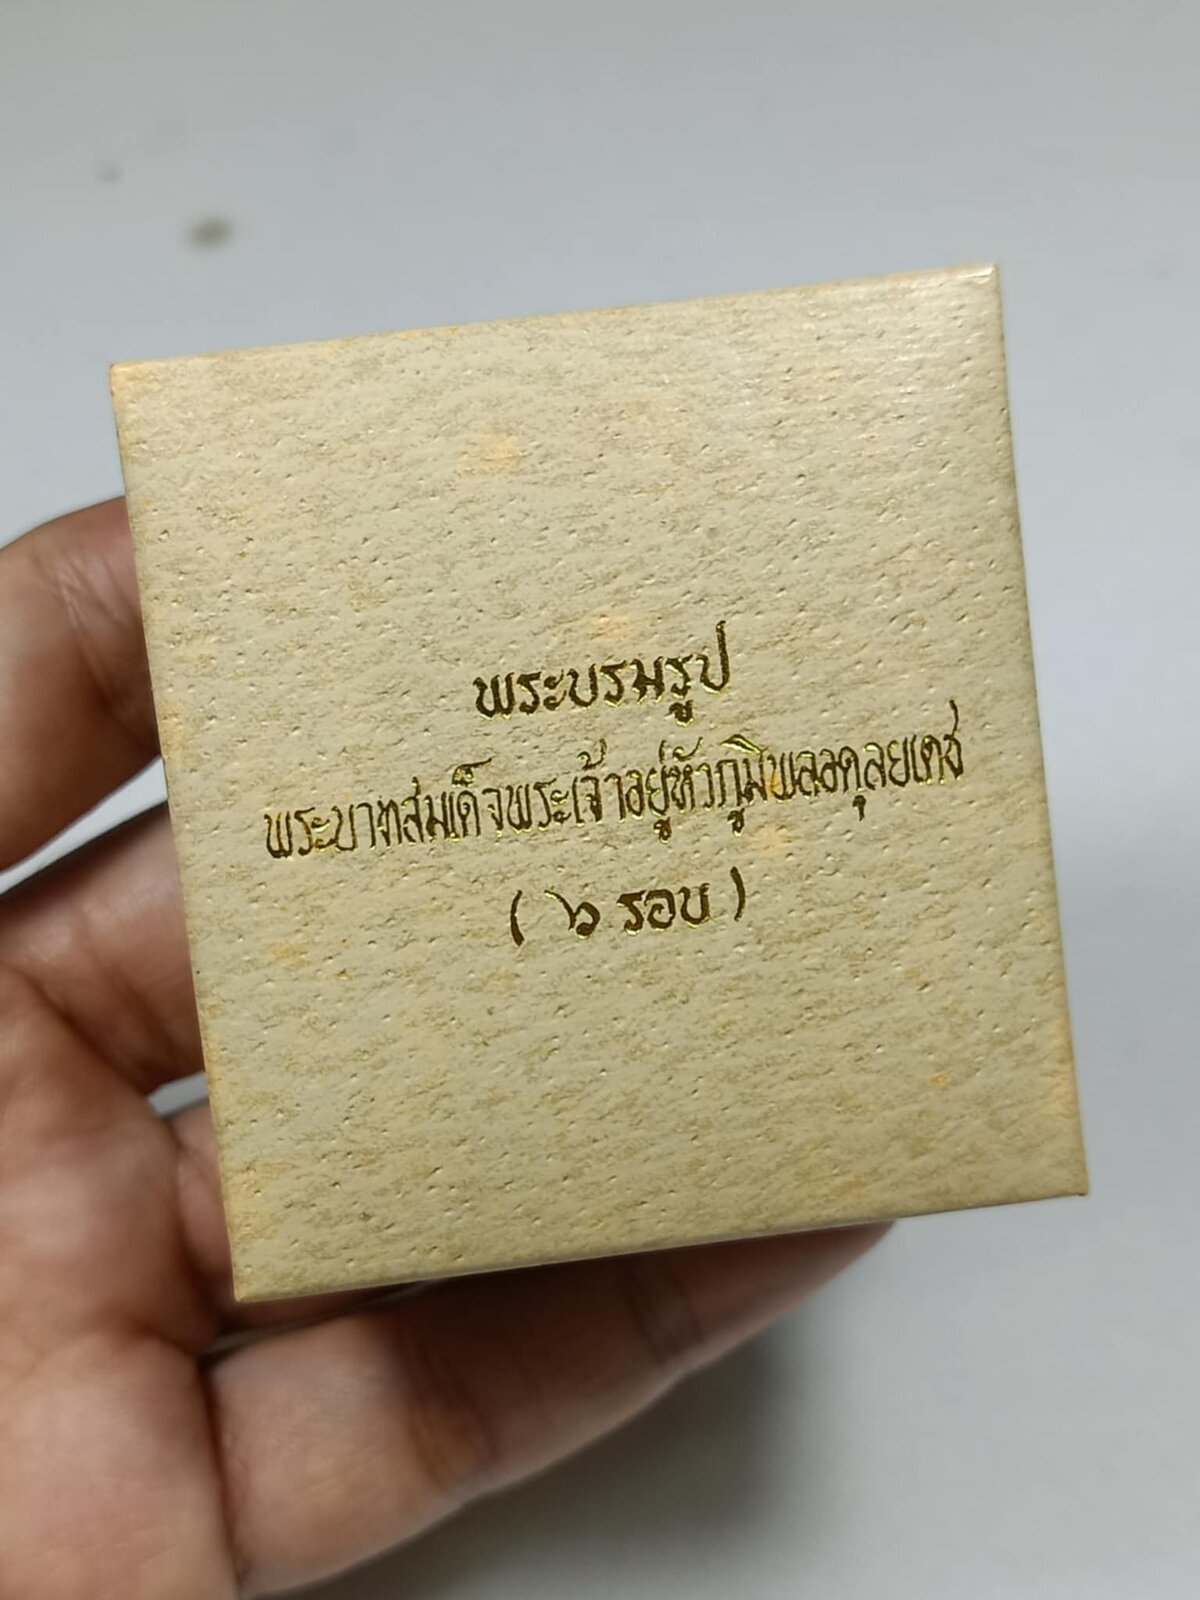 พระบรมรูป
พระบาทสมเด็จพระเจ้าอยู่หัวภูมิพลอดุลยเดช
( ๖ รอบ )